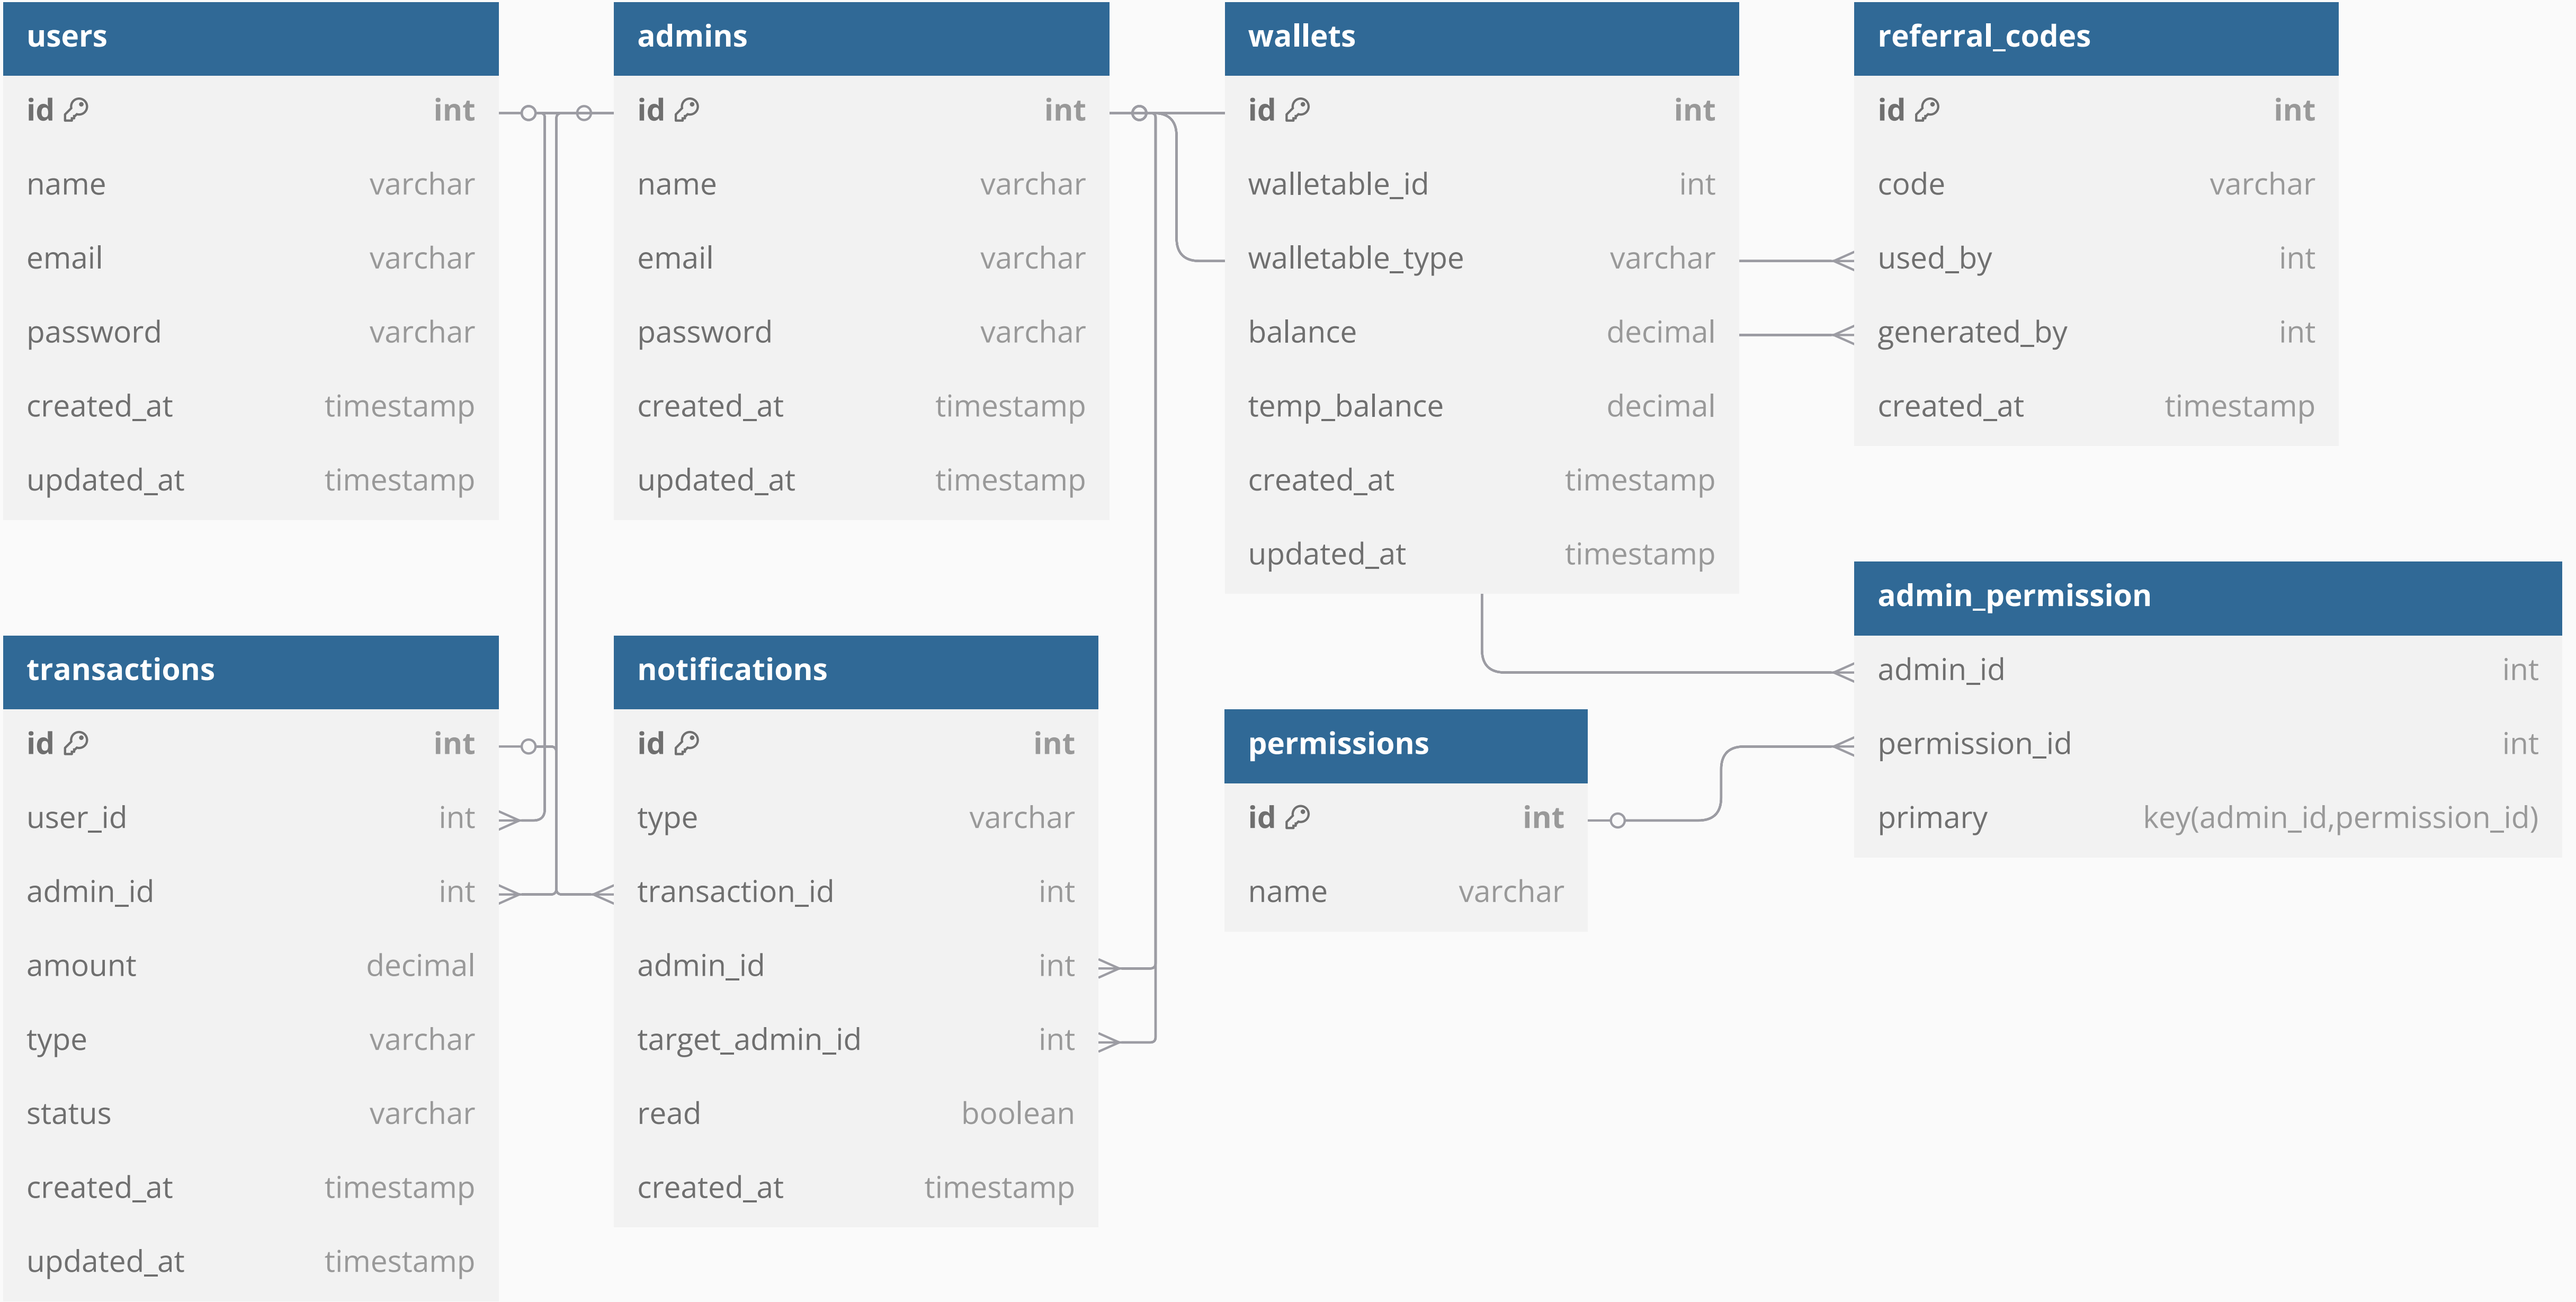 users
id int
name varchar
email varchar
password varchar
created_at timestamp
updated_at timestamp
admins
id int
name varchar
email varchar
password varchar
created_at timestamp
updated_at timestamp
wallets
id int
walletable_id int
walletable_type varchar
balance decimal
temp_balance decimal
created_at timestamp
updated_at timestamp
referral_codes
id int
code varchar
used_by int
generated_by int
created_at timestamp
transactions
id int
user_id int
admin_id int
amount decimal
type varchar
status varchar
created_at timestamp
updated_at timestamp
notifications
id int
type varchar
transaction_id int
admin_id int
target_admin_id int
read boolean
created_at timestamp
permissions
id int
name varchar
admin_permission
admin_id int
permission_id int
primary key(admin_id,permission_id)